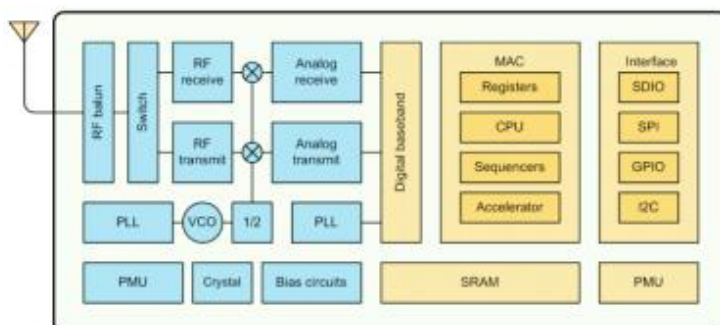 RF balun
Switch
RF
receive
Analog
receive
RF
transmit
Analog
transmit
PLL
VCO
1/2
PLL
Digital baseband
MAC
Registers
CPU
Sequencers
Accelerator
Interface
SDIO
SPI
GPIO
I2C
PMU
Crystal
Bias circuits
SRAM
PMU